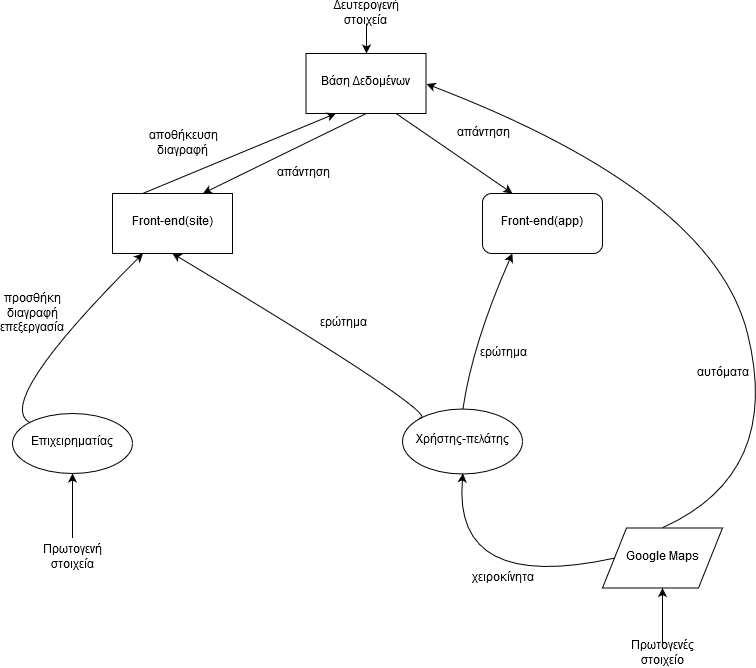 Δευτερογενή
στοιχεία
Βάση Δεδομένων
αποθήκευση
διαγραφή
απάντηση
απάντηση
Front-end(site)
Front-end(app)
προσθήκη
διαγραφή
επεξεργασία
ερώτημα
ερώτημα
αυτόματα
Επιχειρηματίας
Χρήστης-πελάτης
Πρωτογενή
στοιχεία
χειροκίνητα
Google Maps
Πρωτογενές
στοιχείο